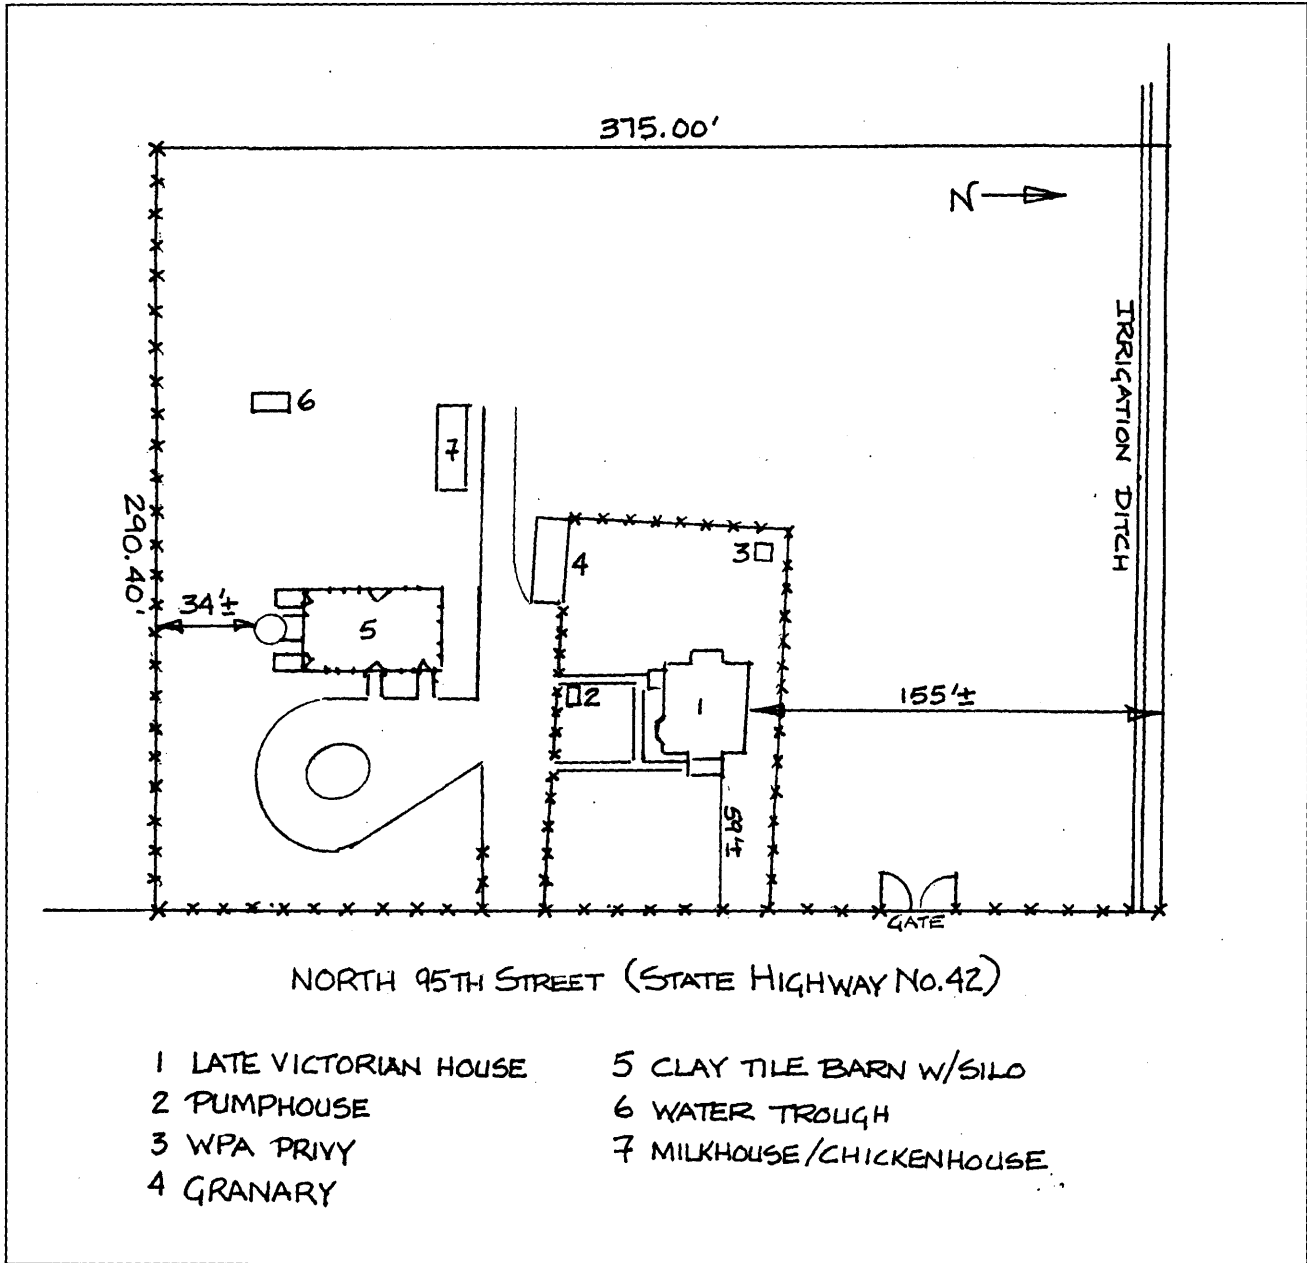 375.00'
N
IRRIGATION DITCH
6
7
290.40'
4
3
34'±
5
2
1
155'±
59'±
GATE
NORTH 95TH STREET (STATE HIGHWAY NO.42)
1 LATE VICTORIAN HOUSE
2 PUMPHOUSE
3 WPA PRIVY
4 GRANARY
5 CLAY TILE BARN W/SILO
6 WATER TROUGH
7 MILKHOUSE/CHICKENHOUSE